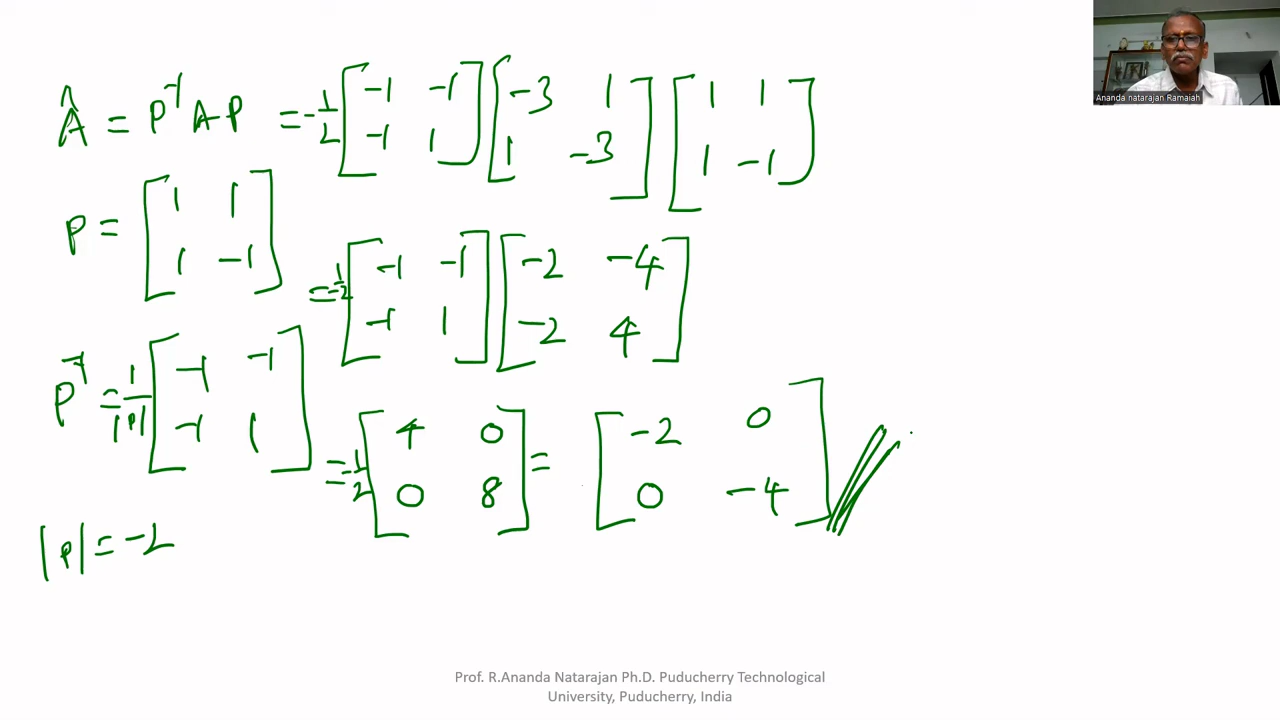 Â = P⁻¹AP = -1/2 [-1 -1; -1 1] [-3 1; 1 -3] [1 1; 1 -1]
P = [1 1; 1 -1]
= 1/-2 [-1 -1; -1 1] [-2 -4; -2 4]
P⁻¹ = 1/|P| [-1 -1; -1 1]
= -1/2 [4 0; 0 8] = [-2 0; 0 -4]
|P| = -2
Ananda natarajan Ramaiah
Prof. R.Ananda Natarajan Ph.D. Puducherry Technological
University, Puducherry, India